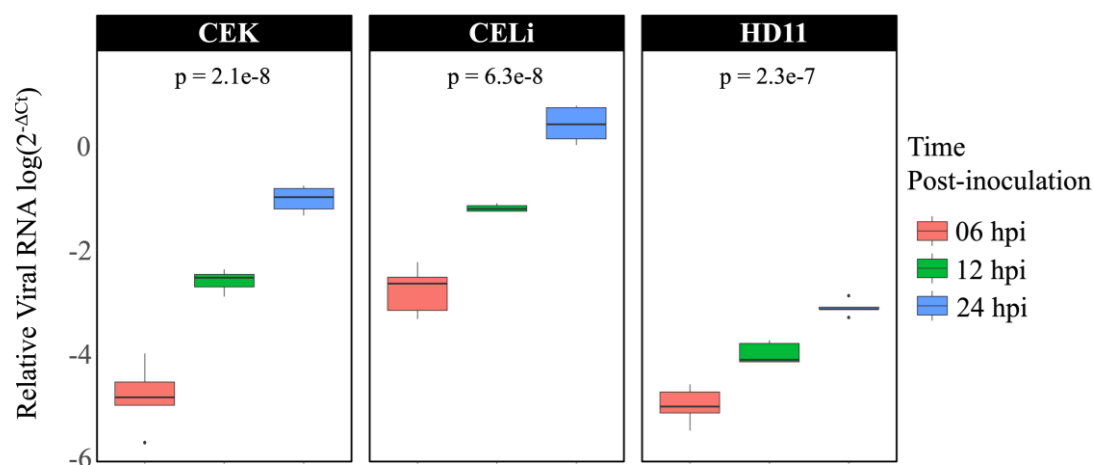 CEK
CELi
HD11
p = 2.1e-8
p = 6.3e-8
p = 2.3e-7
Relative Viral RNA log(2^-ΔCt)
0
-2
-4
-6
Time
Post-inoculation
06 hpi
12 hpi
24 hpi